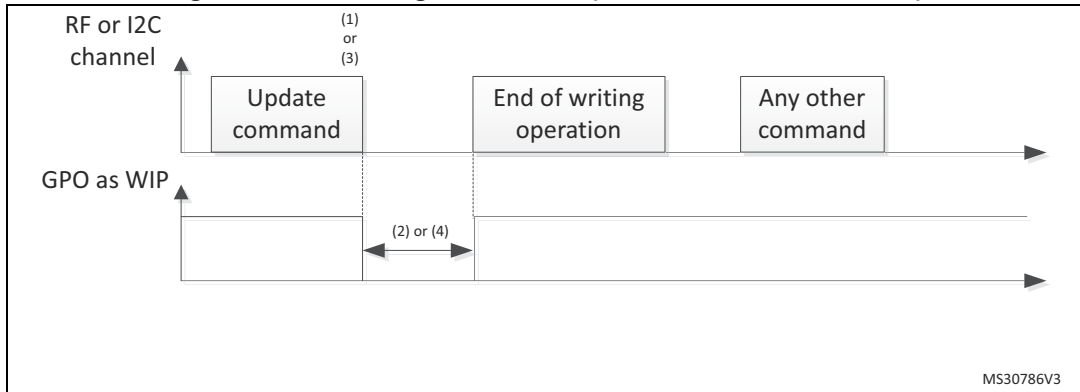 RF or I2C
channel
(1)
or
(3)
Update
command
End of writing
operation
Any other
command
GPO as WIP
(2) or (4)
MS30786V3